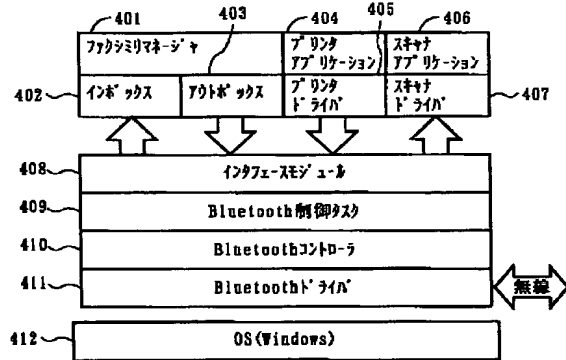 401
404
405
406
403
ファクシミリマネージャ
プリンタ
アプリケーション
スキャナ
アプリケーション
402
インボックス
アウトボックス
プリンタ
ドライバ
スキャナ
ドライバ
407
408
インタフェースモジュール
409
Bluetooth制御タスク
410
Bluetoothコントローラ
411
Bluetoothドライバ
無線
412
OS(Windows)